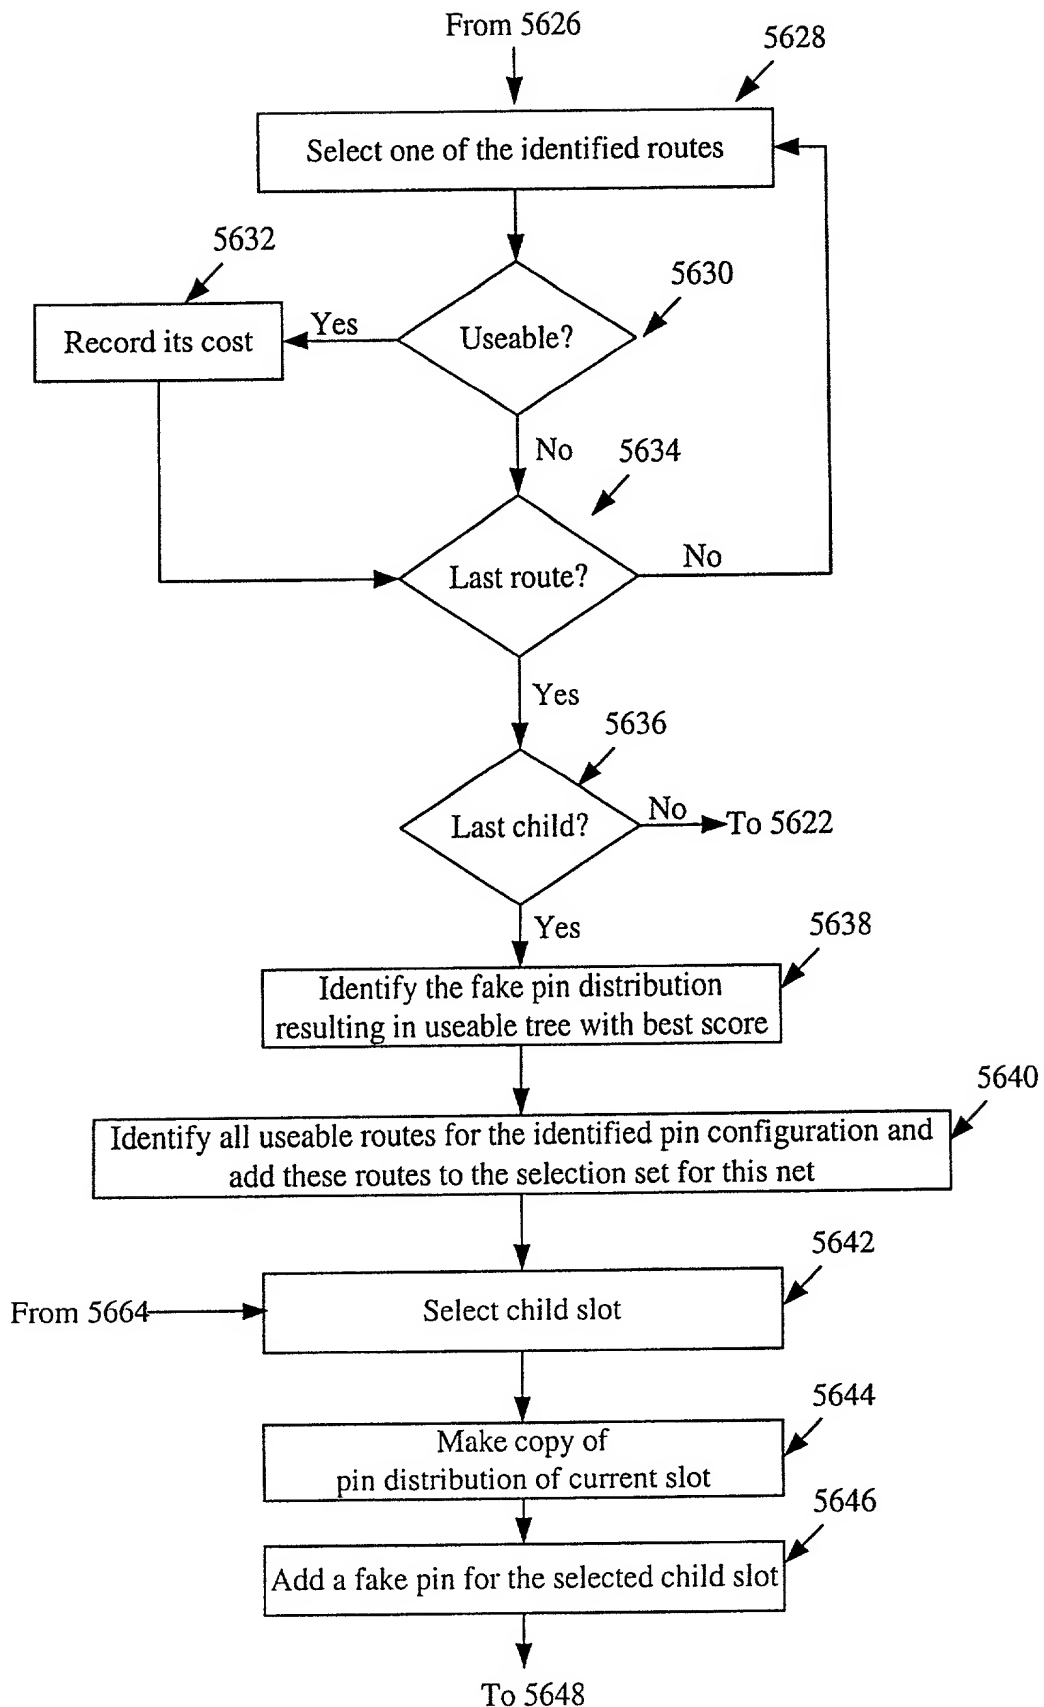 From 5626
5628
Select one of the identified routes
5632
5630
Record its cost
Yes
Useable?
No
5634
Last route?
No
Yes
5636
Last child?
No
To 5622
Yes
5638
Identify the fake pin distribution
resulting in useable tree with best score
5640
Identify all useable routes for the identified pin configuration and
add these routes to the selection set for this net
5642
From 5664
Select child slot
5644
Make copy of
pin distribution of current slot
5646
Add a fake pin for the selected child slot
To 5648